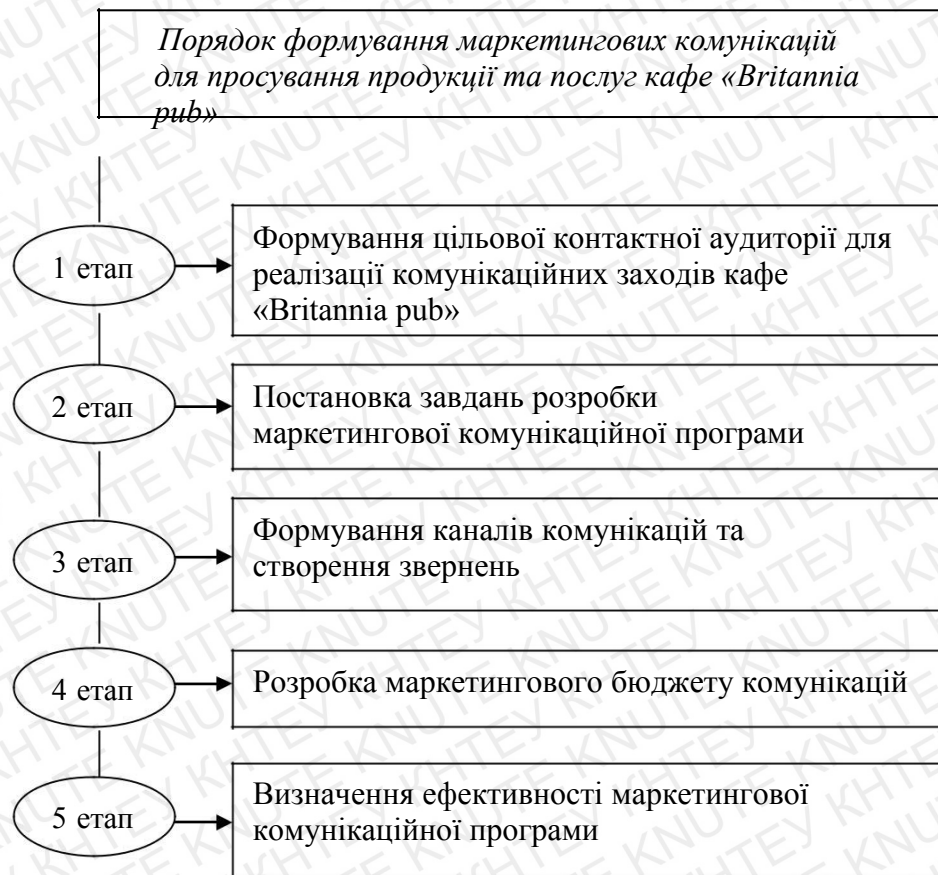 Порядок формування маркетингових комунікацій
для просування продукції та послуг кафе «Britannia
pub»
1 етап
Формування цільової контактної аудиторії для
реалізації комунікаційних заходів кафе
«Britannia pub»
2 етап
Постановка завдань розробки
маркетингової комунікаційної програми
3 етап
Формування каналів комунікацій та
створення звернень
4 етап
Розробка маркетингового бюджету комунікацій
5 етап
Визначення ефективності маркетингової
комунікаційної програми